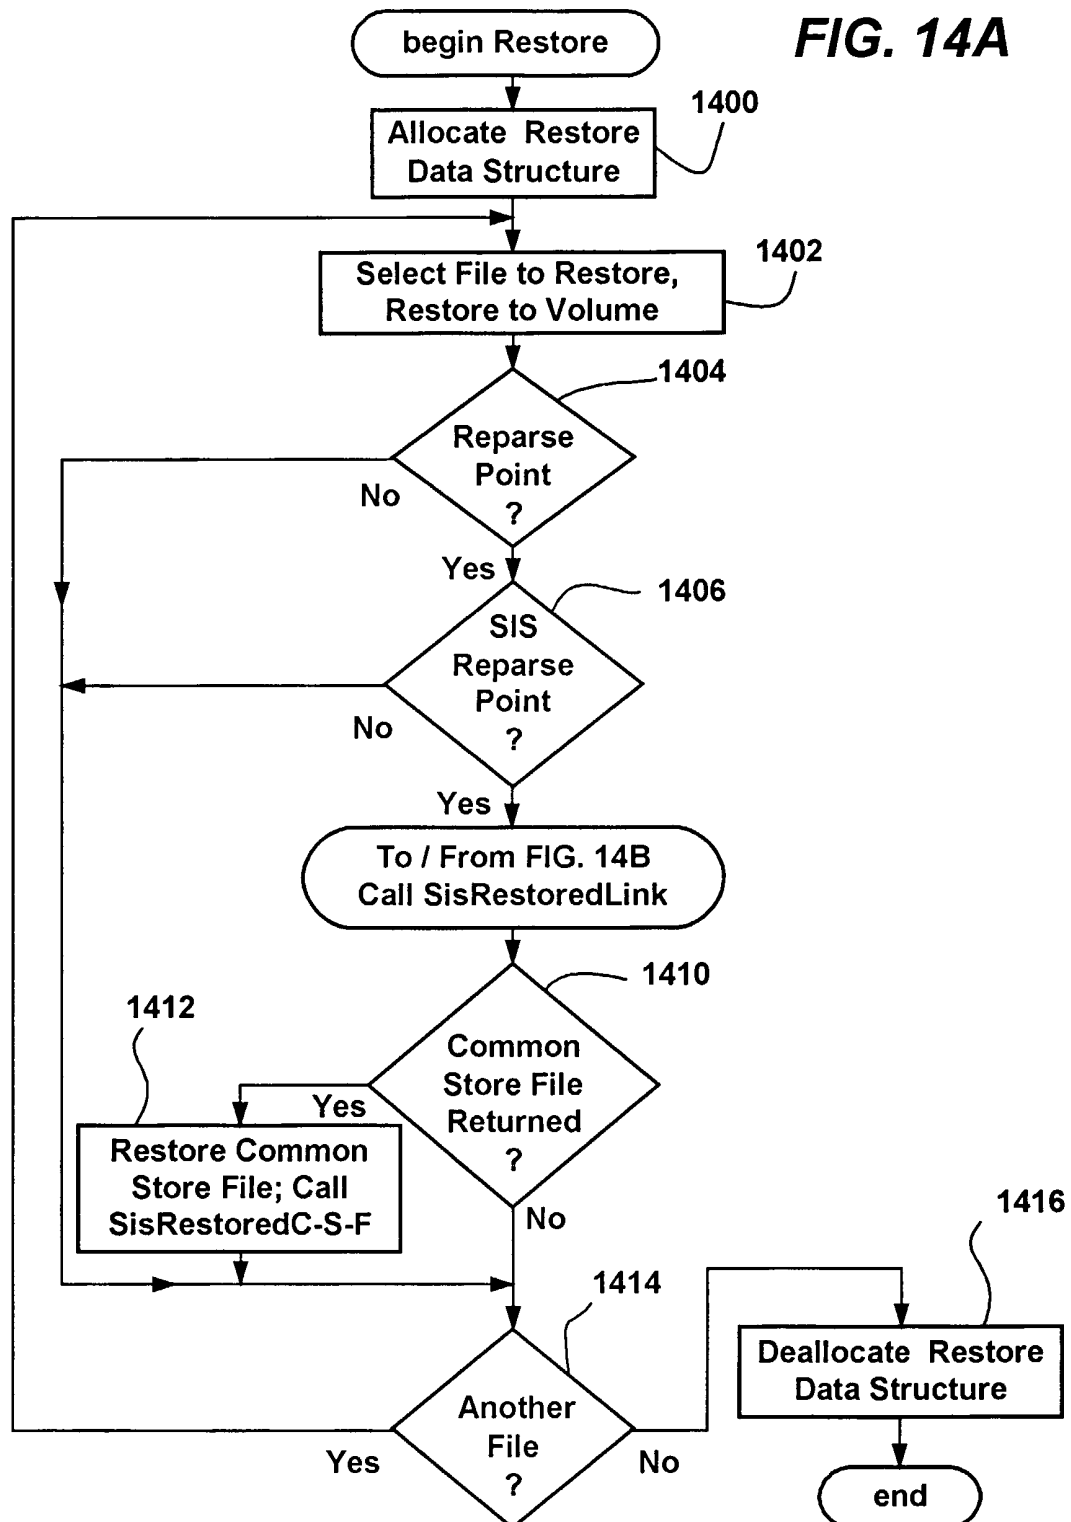 FIG. 14A
begin Restore
1400
Allocate Restore
Data Structure
1402
Select File to Restore,
Restore to Volume
1404
Reparse
Point
?
No
Yes
1406
SIS
Reparse
Point
?
No
Yes
To / From FIG. 14B
Call SisRestoredLink
1410
1412
Common
Store File
Returned
?
Yes
Restore Common
Store File; Call
SisRestoredC-S-F
No
1416
1414
Deallocate Restore
Data Structure
Another
File
?
Yes
No
end